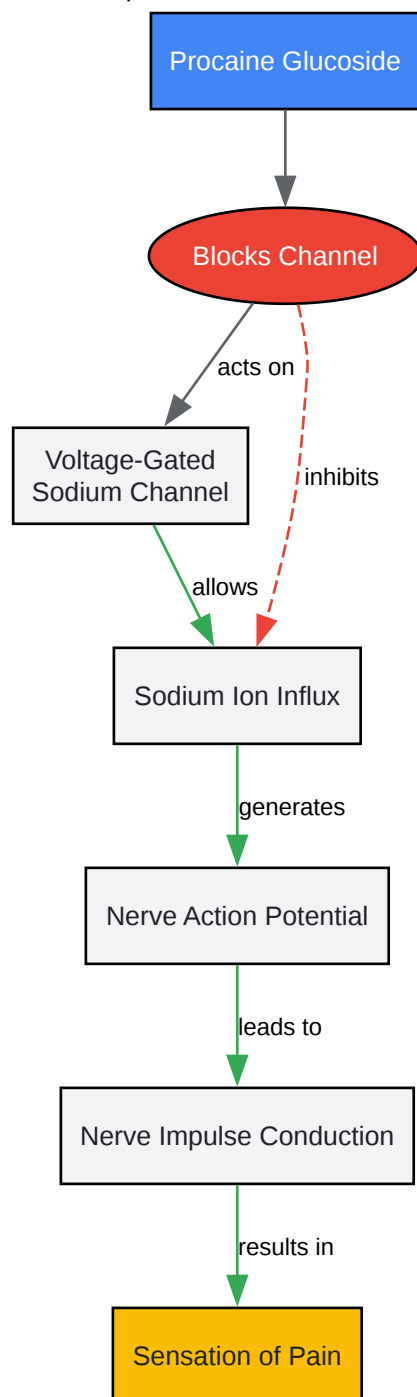 Procaine Glucoside
Blocks Channel
acts on
Voltage-Gated
Sodium Channel
inhibits
allows
Sodium Ion Influx
generates
Nerve Action Potential
leads to
Nerve Impulse Conduction
results in
Sensation of Pain